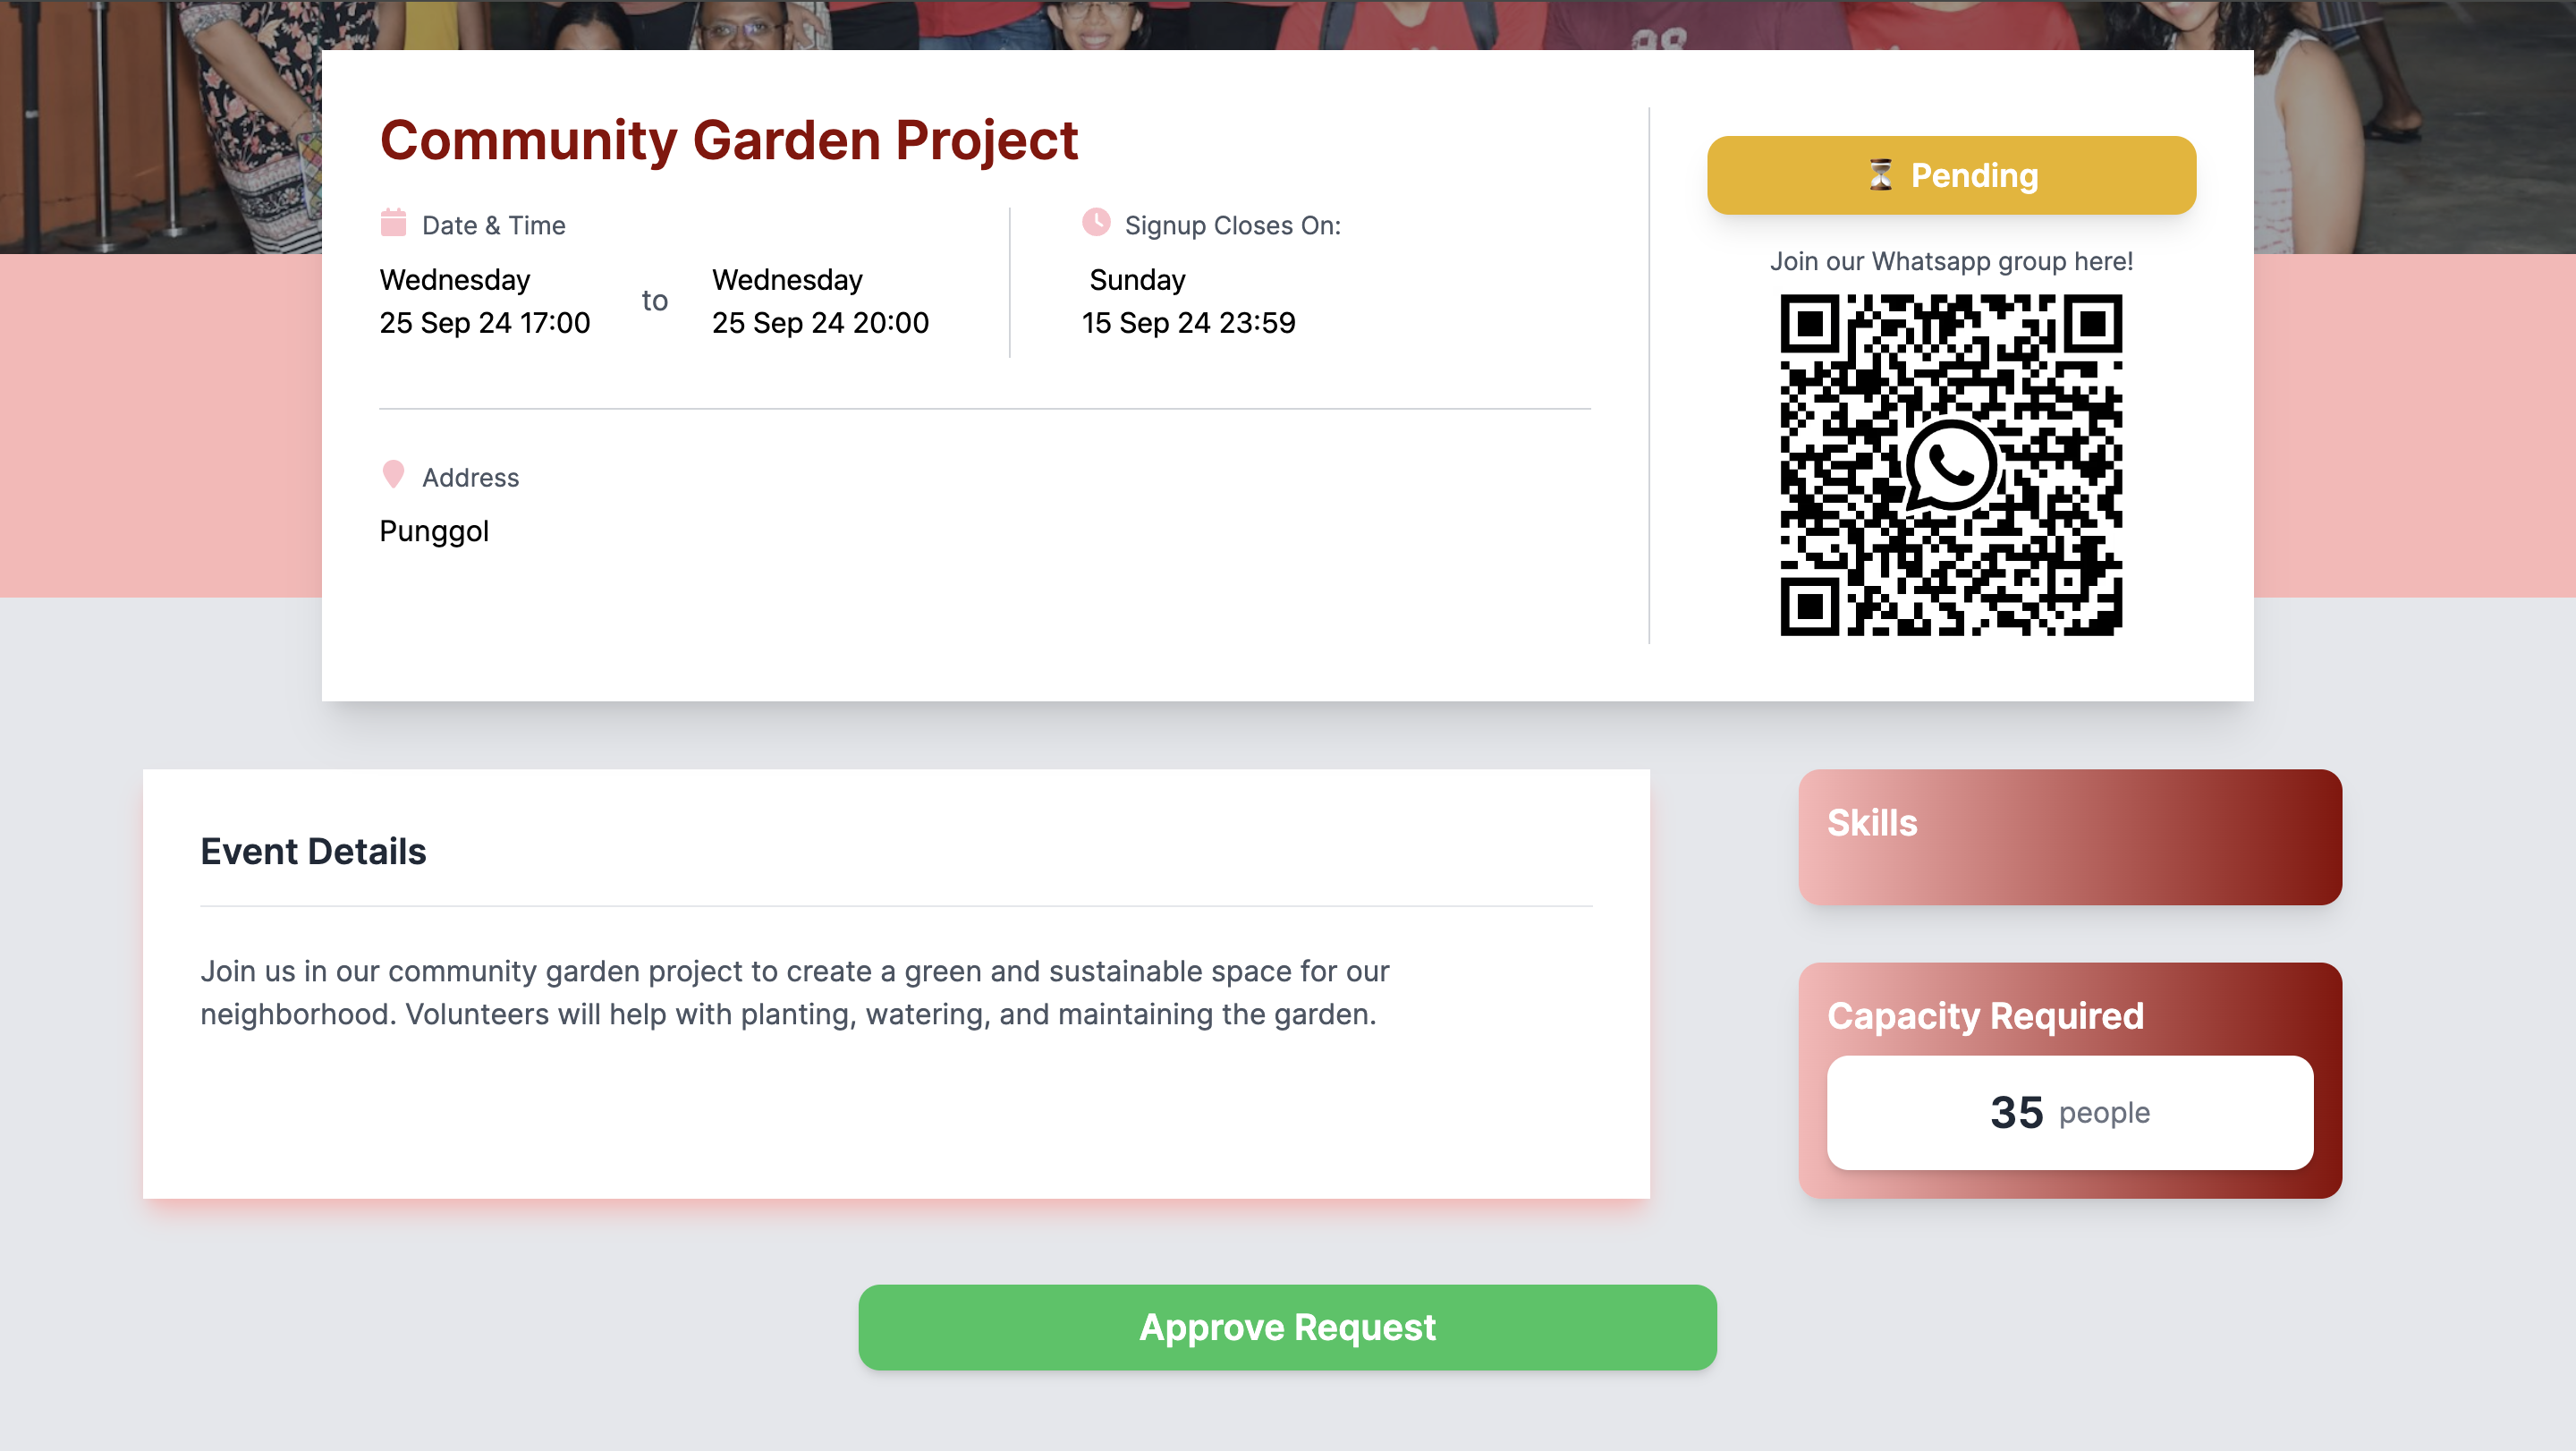 98
Community Garden Project
Date & Time
Wednesday
25 Sep 24 17:00
to
Wednesday
25 Sep 24 20:00
Signup Closes On:
Sunday
15 Sep 24 23:59
Address
Punggol
⏳ Pending
Join our Whatsapp group here!
Event Details
Join us in our community garden project to create a green and sustainable space for our
neighborhood. Volunteers will help with planting, watering, and maintaining the garden.
Skills
Capacity Required
35 people
Approve Request